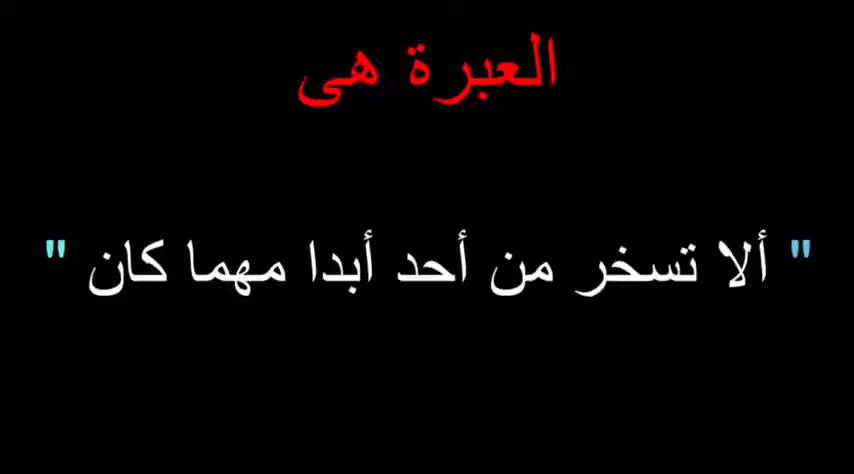 العبرة هى
" ألا تسخر من أحد أبدا مهما كان "